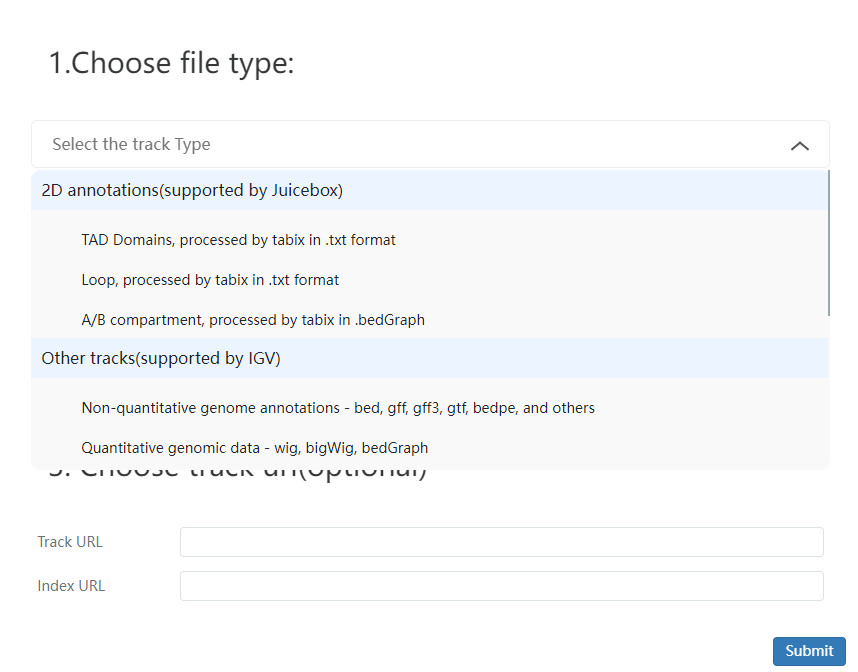 1.Choose file type:
Select the track Type
2D annotations(supported by Juicebox)
TAD Domains, processed by tabix in .txt format
Loop, processed by tabix in .txt format
A/B compartment, processed by tabix in .bedGraph
Other tracks(supported by IGV)
Non-quantitative genome annotations - bed, gff, gff3, gtf, bedpe, and others
Quantitative genomic data - wig, bigWig, bedGraph
3. Choose track url(optional)
Track URL
Index URL
Submit